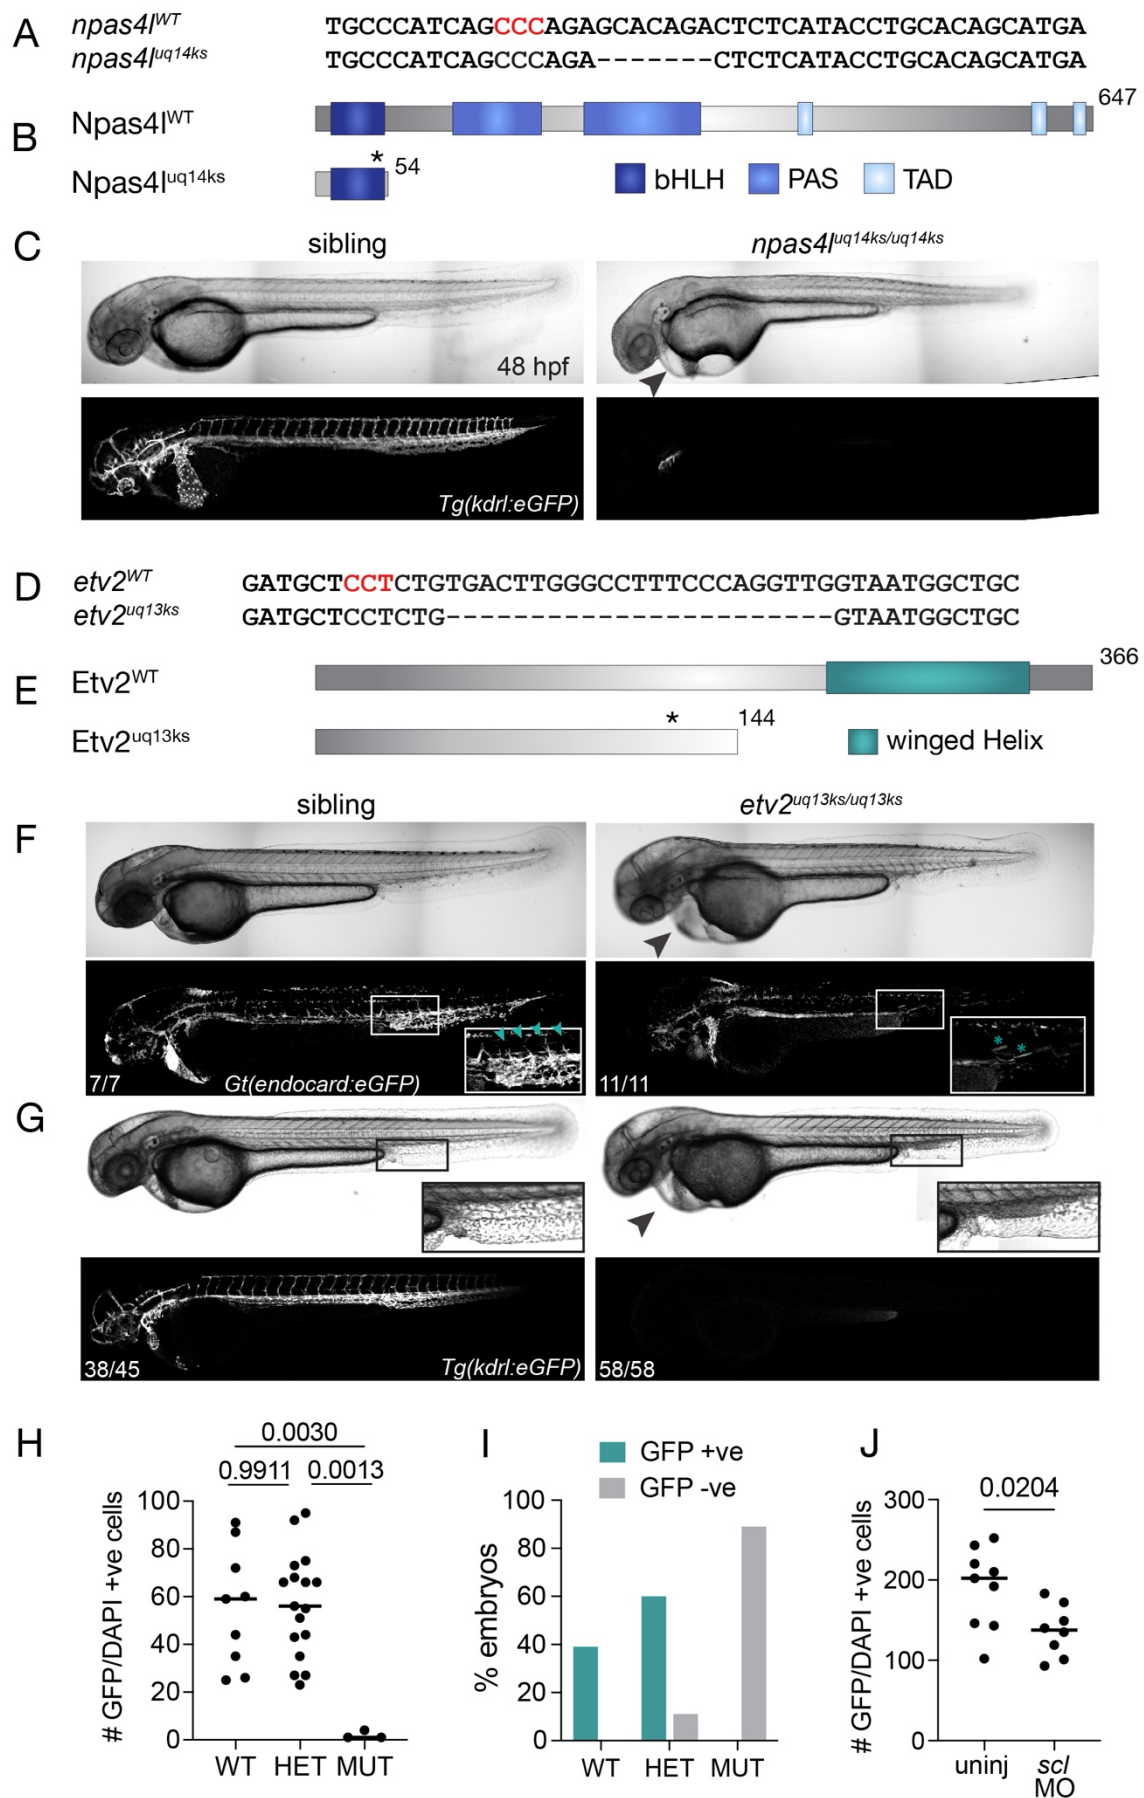 A
npas4l^WT TGCCCATCAGCCCAGAGCACAGACTCTCATACCTGCACAGCATGA
npas4l^uq14ks TGCCCATCAGCCCAGA-------CTCTCATACCTGCACAGCATGA
B
Npas4l^WT 647
Npas4l^uq14ks * 54
bHLH PAS TAD
C
sibling npas4l^uq14ks/uq14ks
48 hpf
Tg(kdrl:eGFP)
D
etv2^WT GATGCTCCTCTGTGACTTGGGCCTTTCCCAGGTTGGTAATGGCTGC
etv2^uq13ks GATGCTCCTCTG-----------------------GTAATGGCTGC
E
Etv2^WT 366
Etv2^uq13ks * 144
winged Helix
sibling etv2^uq13ks/uq13ks
F
7/7 Gt(endocard:eGFP) 11/11
* *
G
38/45 Tg(kdrl:eGFP) 58/58
H
0.0030
0.9911 0.0013
# GFP/DAPI +ve cells
100
80
60
40
20
0
WT HET MUT
I
GFP +ve
GFP -ve
% embryos
100
80
60
40
20
0
WT HET MUT
J
0.0204
# GFP/DAPI +ve cells
300
200
100
0
uninj scl
MO